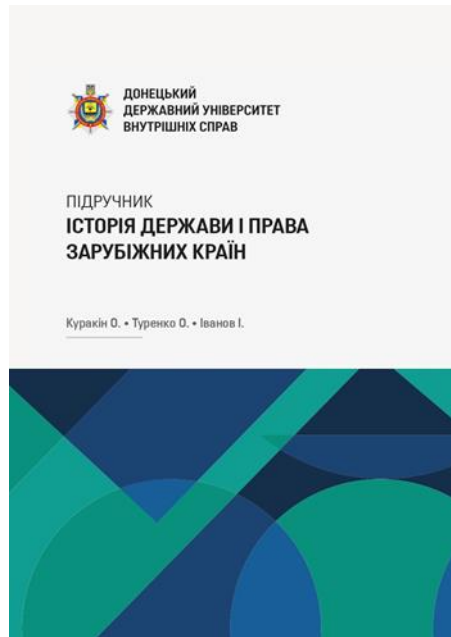 ДОНЕЦЬКИЙ
ДЕРЖАВНИЙ УНІВЕРСИТЕТ
ВНУТРІШНІХ СПРАВ
ПІДРУЧНИК
ІСТОРІЯ ДЕРЖАВИ І ПРАВА
ЗАРУБІЖНИХ КРАЇН
Куракін О. • Туренко О. • Іванов І.